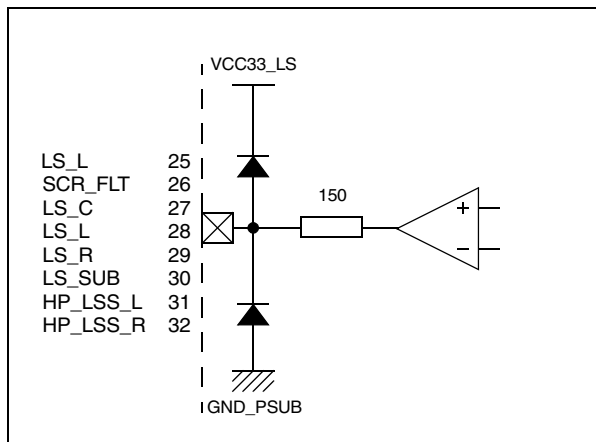 VCC33_LS
LS_L 25
SCR_FLT 26
LS_C 27
LS_L 28
LS_R 29
LS_SUB 30
HP_LSS_L 31
HP_LSS_R 32
150
+
−
GND_PSUB